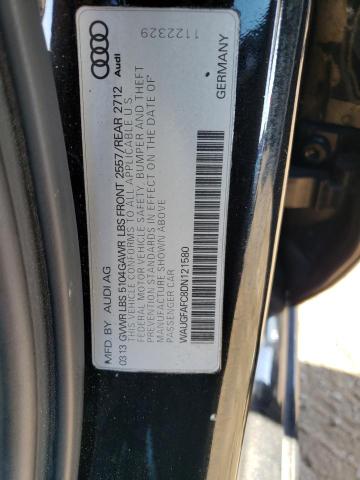 MFD BY AUDI AG
Audi
03 13 GVWR LBS 5104 GAWR LBS FRONT 2557/REAR 2712
THIS VEHICLE CONFORMS TO ALL APPLICABLE U S
FEDERAL MOTOR VEHICLE SAFETY, BUMPER AND THEFT
PREVENTION STANDARDS IN EFFECT ON THE DATE OF
MANUFACTURE SHOWN ABOVE
PASSENGER CAR
WAUGFAFC8DN121580
GERMANY
1122329